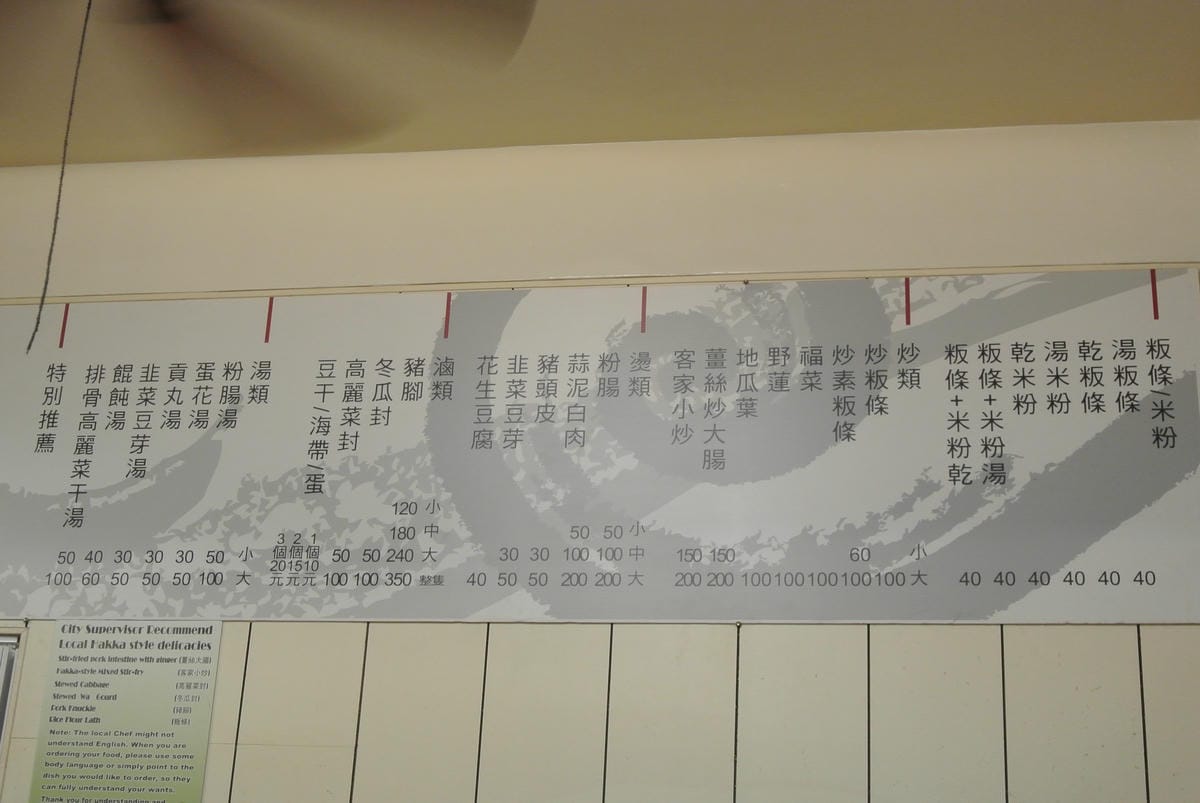 粄條/米粉
湯粄條 40
乾粄條 40
湯米粉 40
乾米粉 40
粄條+米粉湯 40
粄條+米粉乾 40
炒類 小 大
炒粄條 60 100
炒素粄條 100
福菜 100
野蓮 100
地瓜葉 100
薑絲炒大腸 150 200
客家小炒 150 200
燙類 小 中 大
粉腸 50 100 200
蒜泥白肉 50 100 200
豬頭皮 30 50
韭菜豆芽 30 50
花生豆腐 40
滷類 小 中 大 整隻
豬腳 120 180 240 350
冬瓜封 50 100
高麗菜封 50 100
豆干/海帶/蛋 1個10元 2個15元 3個20元
湯類 小 大
粉腸湯 50 100
蛋花湯 30 50
貢丸湯 30 50
韭菜豆芽湯 30 50
餛飩湯 40 60
排骨高麗菜干湯 50 100
特別推薦
City Supervisor Recommend
Local Hakka style delicacies
Stir-fried pork intestine with ginger (薑絲大腸)
Hakka-style Mixed Stir-fry (客家小炒)
Stewed Cabbage (高麗菜封)
Stewed Wa Gourd (冬瓜封)
Pork Knuckle (豬腳)
Rice Flour Lath (粄條)
Note: The local Chef might not
understand English. When you are
ordering your food, please use some
body language or simply point to the
dish you would like to order, so they
can fully understand your wants.
Thank you for understanding and